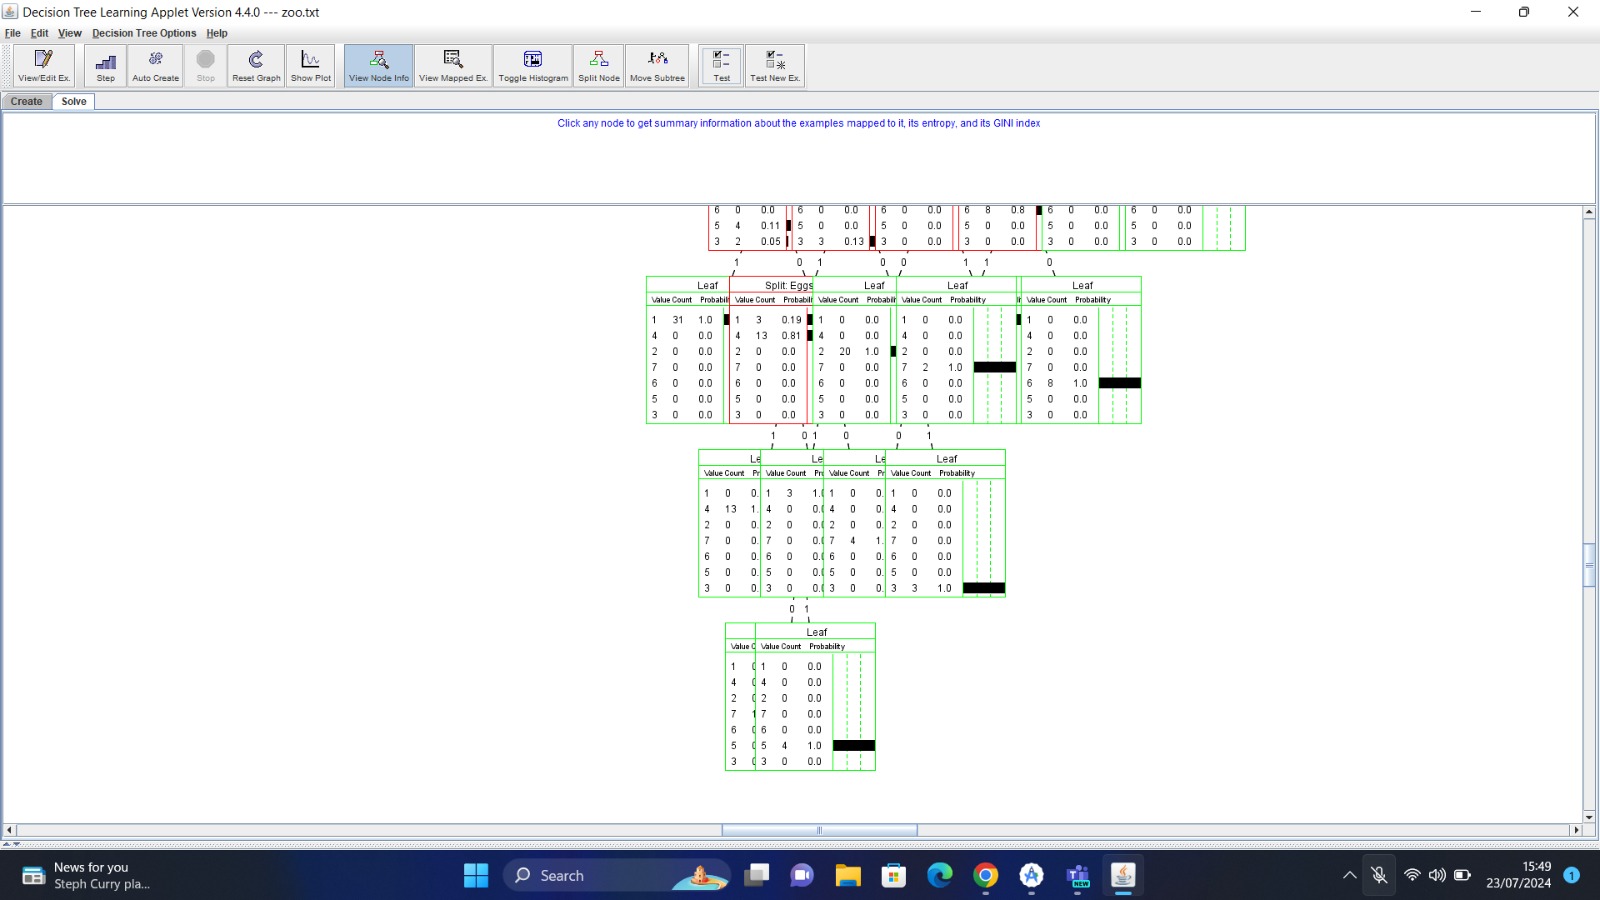 Decision Tree Learning Applet Version 4.4.0 --- zoo.txt
File Edit View Decision Tree Options Help
View/Edit Ex. Step Auto Create Stop Reset Graph Show Plot View Node Info View Mapped Ex. Toggle Histogram Split Node Move Subtree Test Test New Ex.
Create Solve
Click any node to get summary information about the examples mapped to it, its entropy, and its GINI index
6 0 0.0 6 0 0.0 6 0 0.0 6 8 0.8 6 0 0.0 6 0 0.0
5 4 0.11 5 0 0.0 5 0 0.0 5 0 0.0 5 0 0.0 5 0 0.0
3 2 0.05 3 3 0.13 3 0 0.0 3 0 0.0 3 0 0.0 3 0 0.0
1 0 1 0 0 1 1 0
Leaf Split: Eggs Leaf Leaf Leaf
Value Count Probabili Value Count Probabili Value Count Probabili Value Count Probability Value Count Probability
1 31 1.0 1 3 0.19 1 0 0.0 1 0 0.0 1 0 0.0
4 0 0.0 4 13 0.81 4 0 0.0 4 0 0.0 4 0 0.0
2 0 0.0 2 0 0.0 2 20 1.0 2 0 0.0 2 0 0.0
7 0 0.0 7 0 0.0 7 0 0.0 7 2 1.0 7 0 0.0
6 0 0.0 6 0 0.0 6 0 0.0 6 0 0.0 6 8 1.0
5 0 0.0 5 0 0.0 5 0 0.0 5 0 0.0 5 0 0.0
3 0 0.0 3 0 0.0 3 0 0.0 3 0 0.0 3 0 0.0
1 0 1 0 0 1
Le Le Le Leaf
Value Count Pr Value Count Pr Value Count Pr Value Count Probability
1 0 0. 1 3 1.0 1 0 0. 1 0 0.0
4 13 1. 4 0 0.0 4 0 0. 4 0 0.0
2 0 0. 2 0 0.0 2 0 0. 2 0 0.0
7 0 0. 7 0 0.0 7 4 1. 7 0 0.0
6 0 0. 6 0 0.0 6 0 0. 6 0 0.0
5 0 0. 5 0 0.0 5 0 0. 5 0 0.0
3 0 0. 3 0 0.0 3 0 0. 3 3 1.0
0 1
Leaf
Value C Value Count Probability
1 0 1 0 0.0
4 0 4 0 0.0
2 0 2 0 0.0
7 1 7 0 0.0
6 0 6 0 0.0
5 0 5 4 1.0
3 0 3 0 0.0
News for you
Steph Curry pla...
Search
NEW
15:49
23/07/2024
1